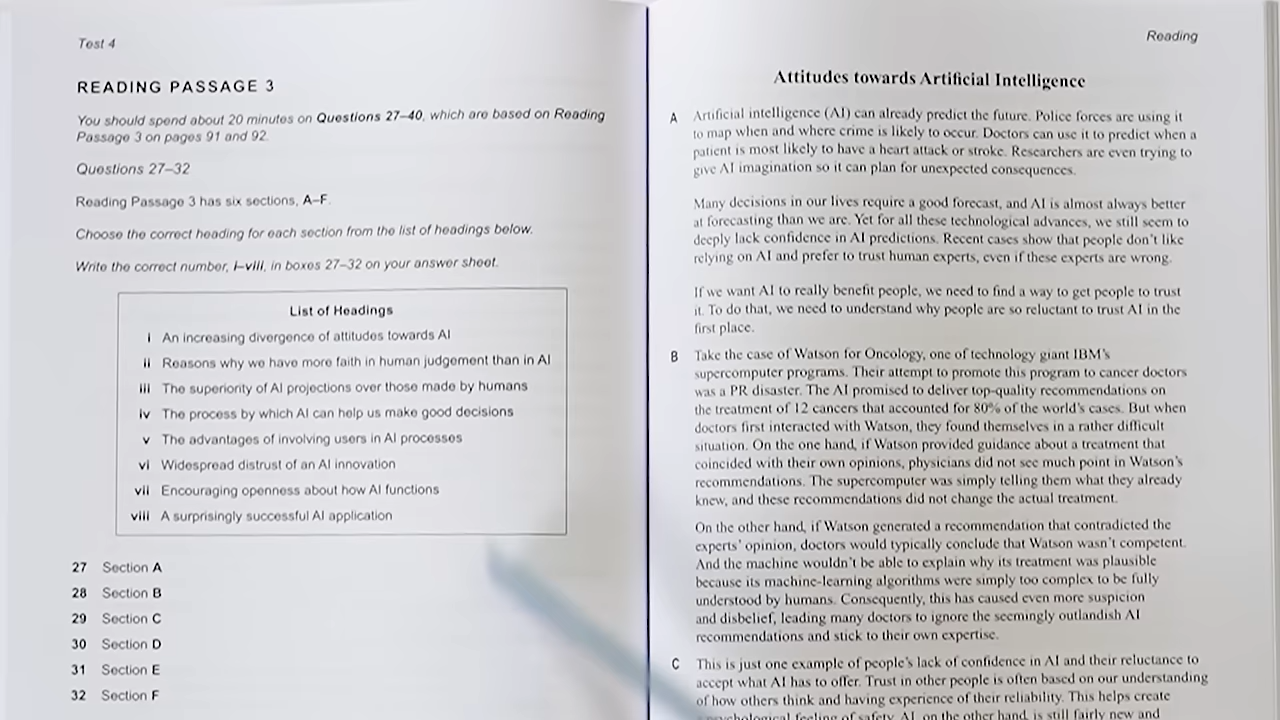 Test 4
READING PASSAGE 3
You should spend about 20 minutes on Questions 27–40, which are based on Reading
Passage 3 on pages 91 and 92.
Questions 27–32
Reading Passage 3 has six sections, A–F.
Choose the correct heading for each section from the list of headings below.
Write the correct number, i–viii, in boxes 27–32 on your answer sheet.
List of Headings
i An increasing divergence of attitudes towards AI
ii Reasons why we have more faith in human judgement than in AI
iii The superiority of AI projections over those made by humans
iv The process by which AI can help us make good decisions
v The advantages of involving users in AI processes
vi Widespread distrust of an AI innovation
vii Encouraging openness about how AI functions
viii A surprisingly successful AI application
27 Section A
28 Section B
29 Section C
30 Section D
31 Section E
32 Section F
Reading
Attitudes towards Artificial Intelligence
A Artificial intelligence (AI) can already predict the future. Police forces are using it
to map when and where crime is likely to occur. Doctors can use it to predict when a
patient is most likely to have a heart attack or stroke. Researchers are even trying to
give AI imagination so it can plan for unexpected consequences.
Many decisions in our lives require a good forecast, and AI is almost always better
at forecasting than we are. Yet for all these technological advances, we still seem to
deeply lack confidence in AI predictions. Recent cases show that people don't like
relying on AI and prefer to trust human experts, even if these experts are wrong.
If we want AI to really benefit people, we need to find a way to get people to trust
it. To do that, we need to understand why people are so reluctant to trust AI in the
first place.
B Take the case of Watson for Oncology, one of technology giant IBM's
supercomputer programs. Their attempt to promote this program to cancer doctors
was a PR disaster. The AI promised to deliver top-quality recommendations on
the treatment of 12 cancers that accounted for 80% of the world's cases. But when
doctors first interacted with Watson, they found themselves in a rather difficult
situation. On the one hand, if Watson provided guidance about a treatment that
coincided with their own opinions, physicians did not see much point in Watson's
recommendations. The supercomputer was simply telling them what they already
knew, and these recommendations did not change the actual treatment.
On the other hand, if Watson generated a recommendation that contradicted the
experts' opinion, doctors would typically conclude that Watson wasn't competent.
And the machine wouldn't be able to explain why its treatment was plausible
because its machine-learning algorithms were simply too complex to be fully
understood by humans. Consequently, this has caused even more suspicion
and disbelief, leading many doctors to ignore the seemingly outlandish AI
recommendations and stick to their own expertise.
C This is just one example of people's lack of confidence in AI and their reluctance to
accept what AI has to offer. Trust in other people is often based on our understanding
of how others think and having experience of their reliability. This helps create
feeling of safety. AI, on the other hand, is still fairly new and